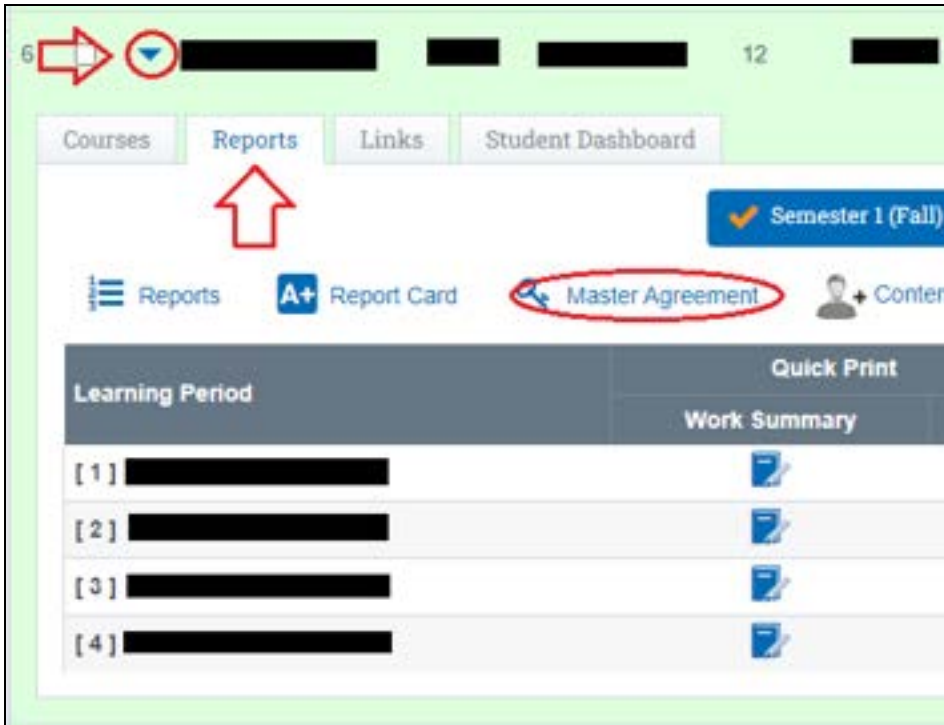 6 12
Courses Reports Links Student Dashboard
Semester 1 (Fall)
Reports A+ Report Card Master Agreement
Learning Period
Quick Print
Work Summary
[ 1 ]
[ 2 ]
[ 3 ]
[ 4 ]